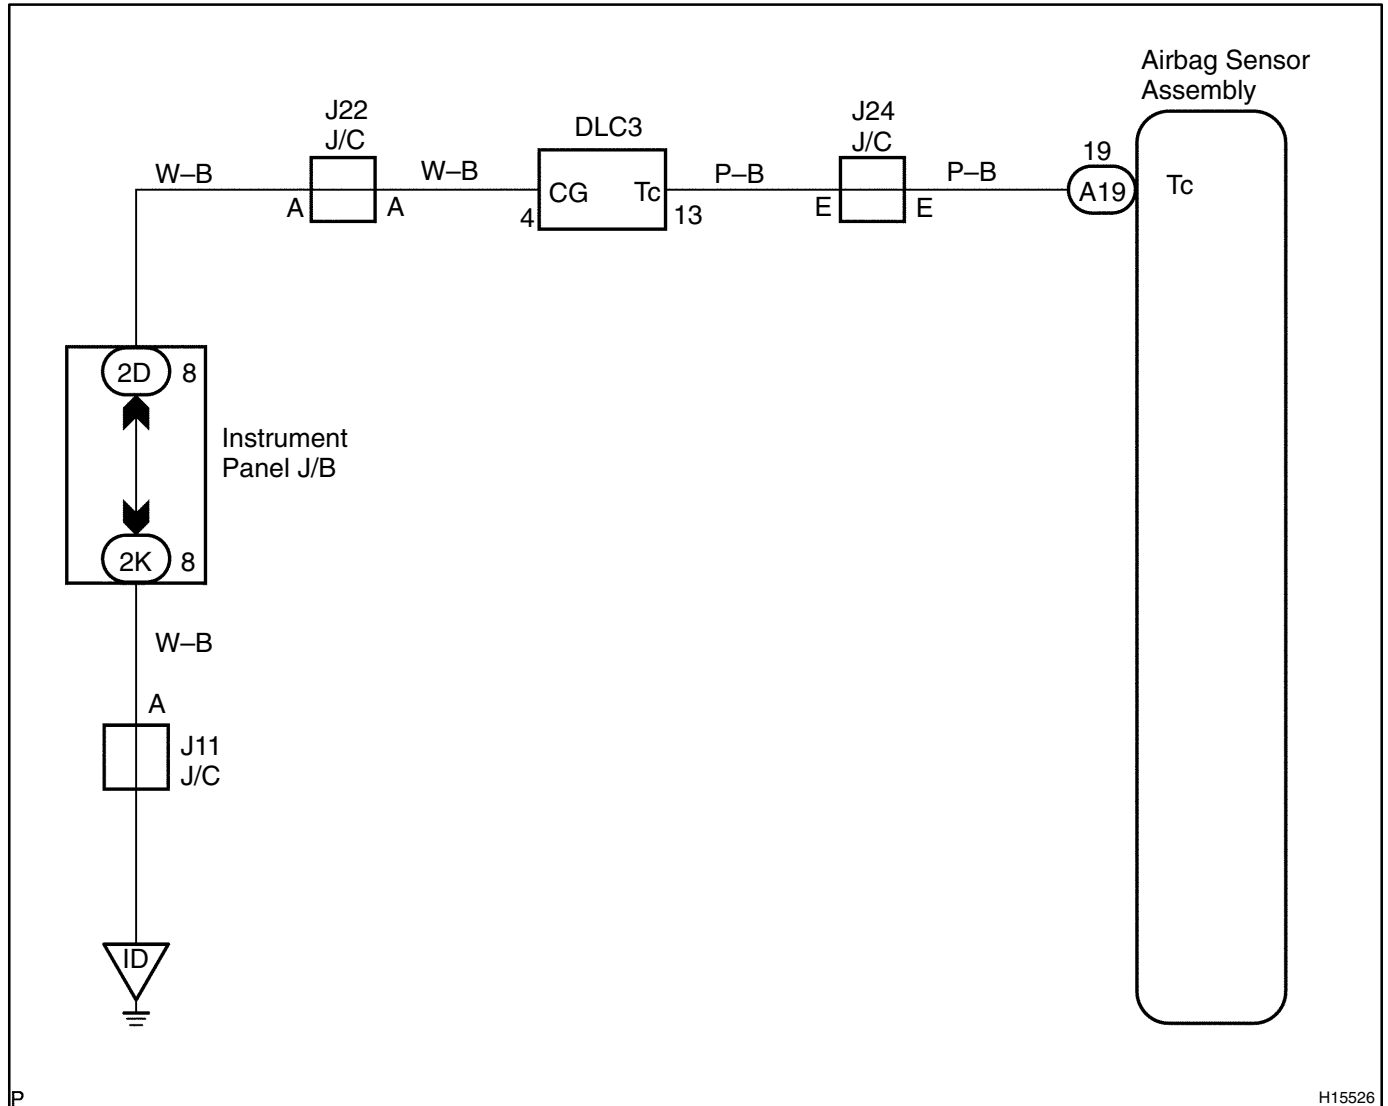 Airbag Sensor
Assembly
J22
J/C
DLC3
J24
J/C
19
W–B
W–B
P–B
P–B
A
A
4
CG
Tc
13
E
E
A19
Tc
2D
8
Instrument
Panel J/B
2K
8
W–B
A
J11
J/C
ID
P
H15526